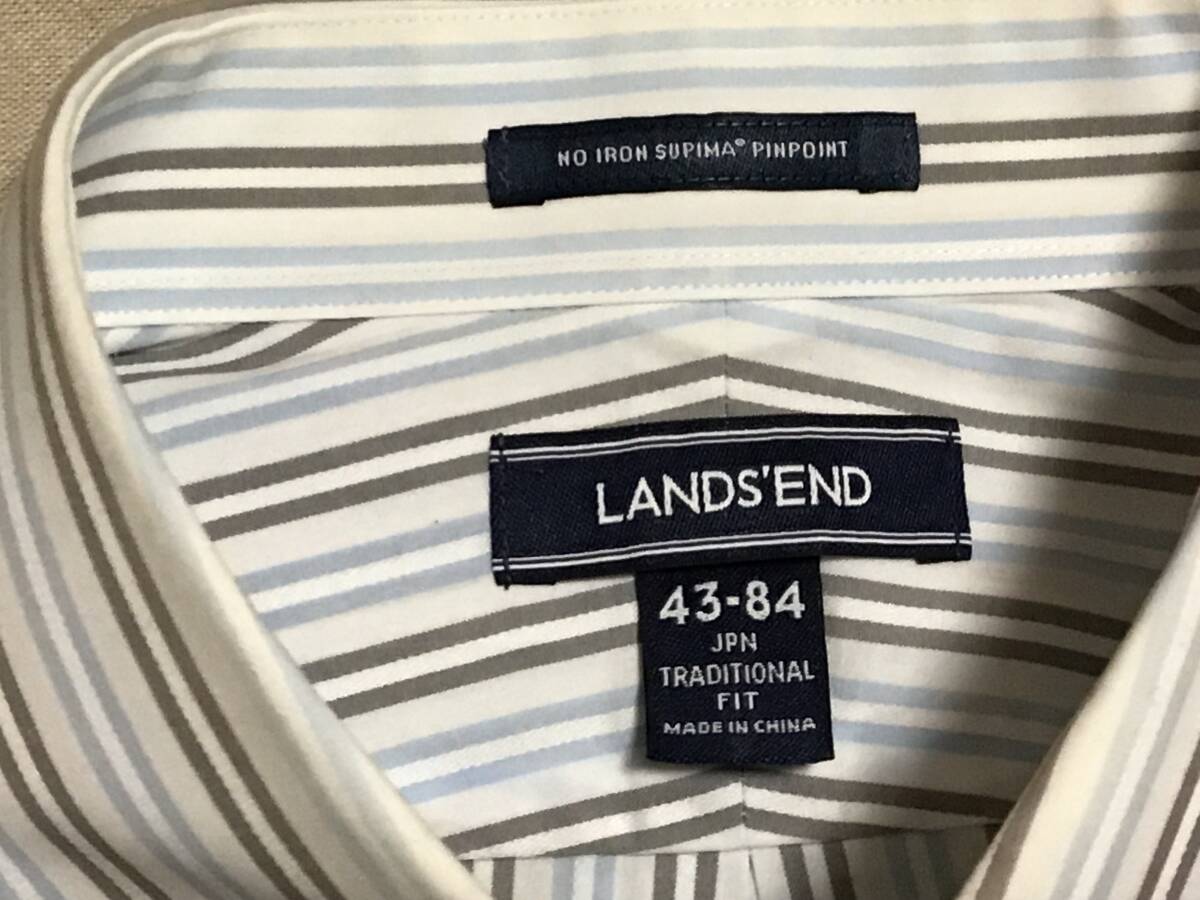 NO IRON SUPIMA® PINPOINT
LANDS'END
43-84
JPN
TRADITIONAL
FIT
MADE IN CHINA